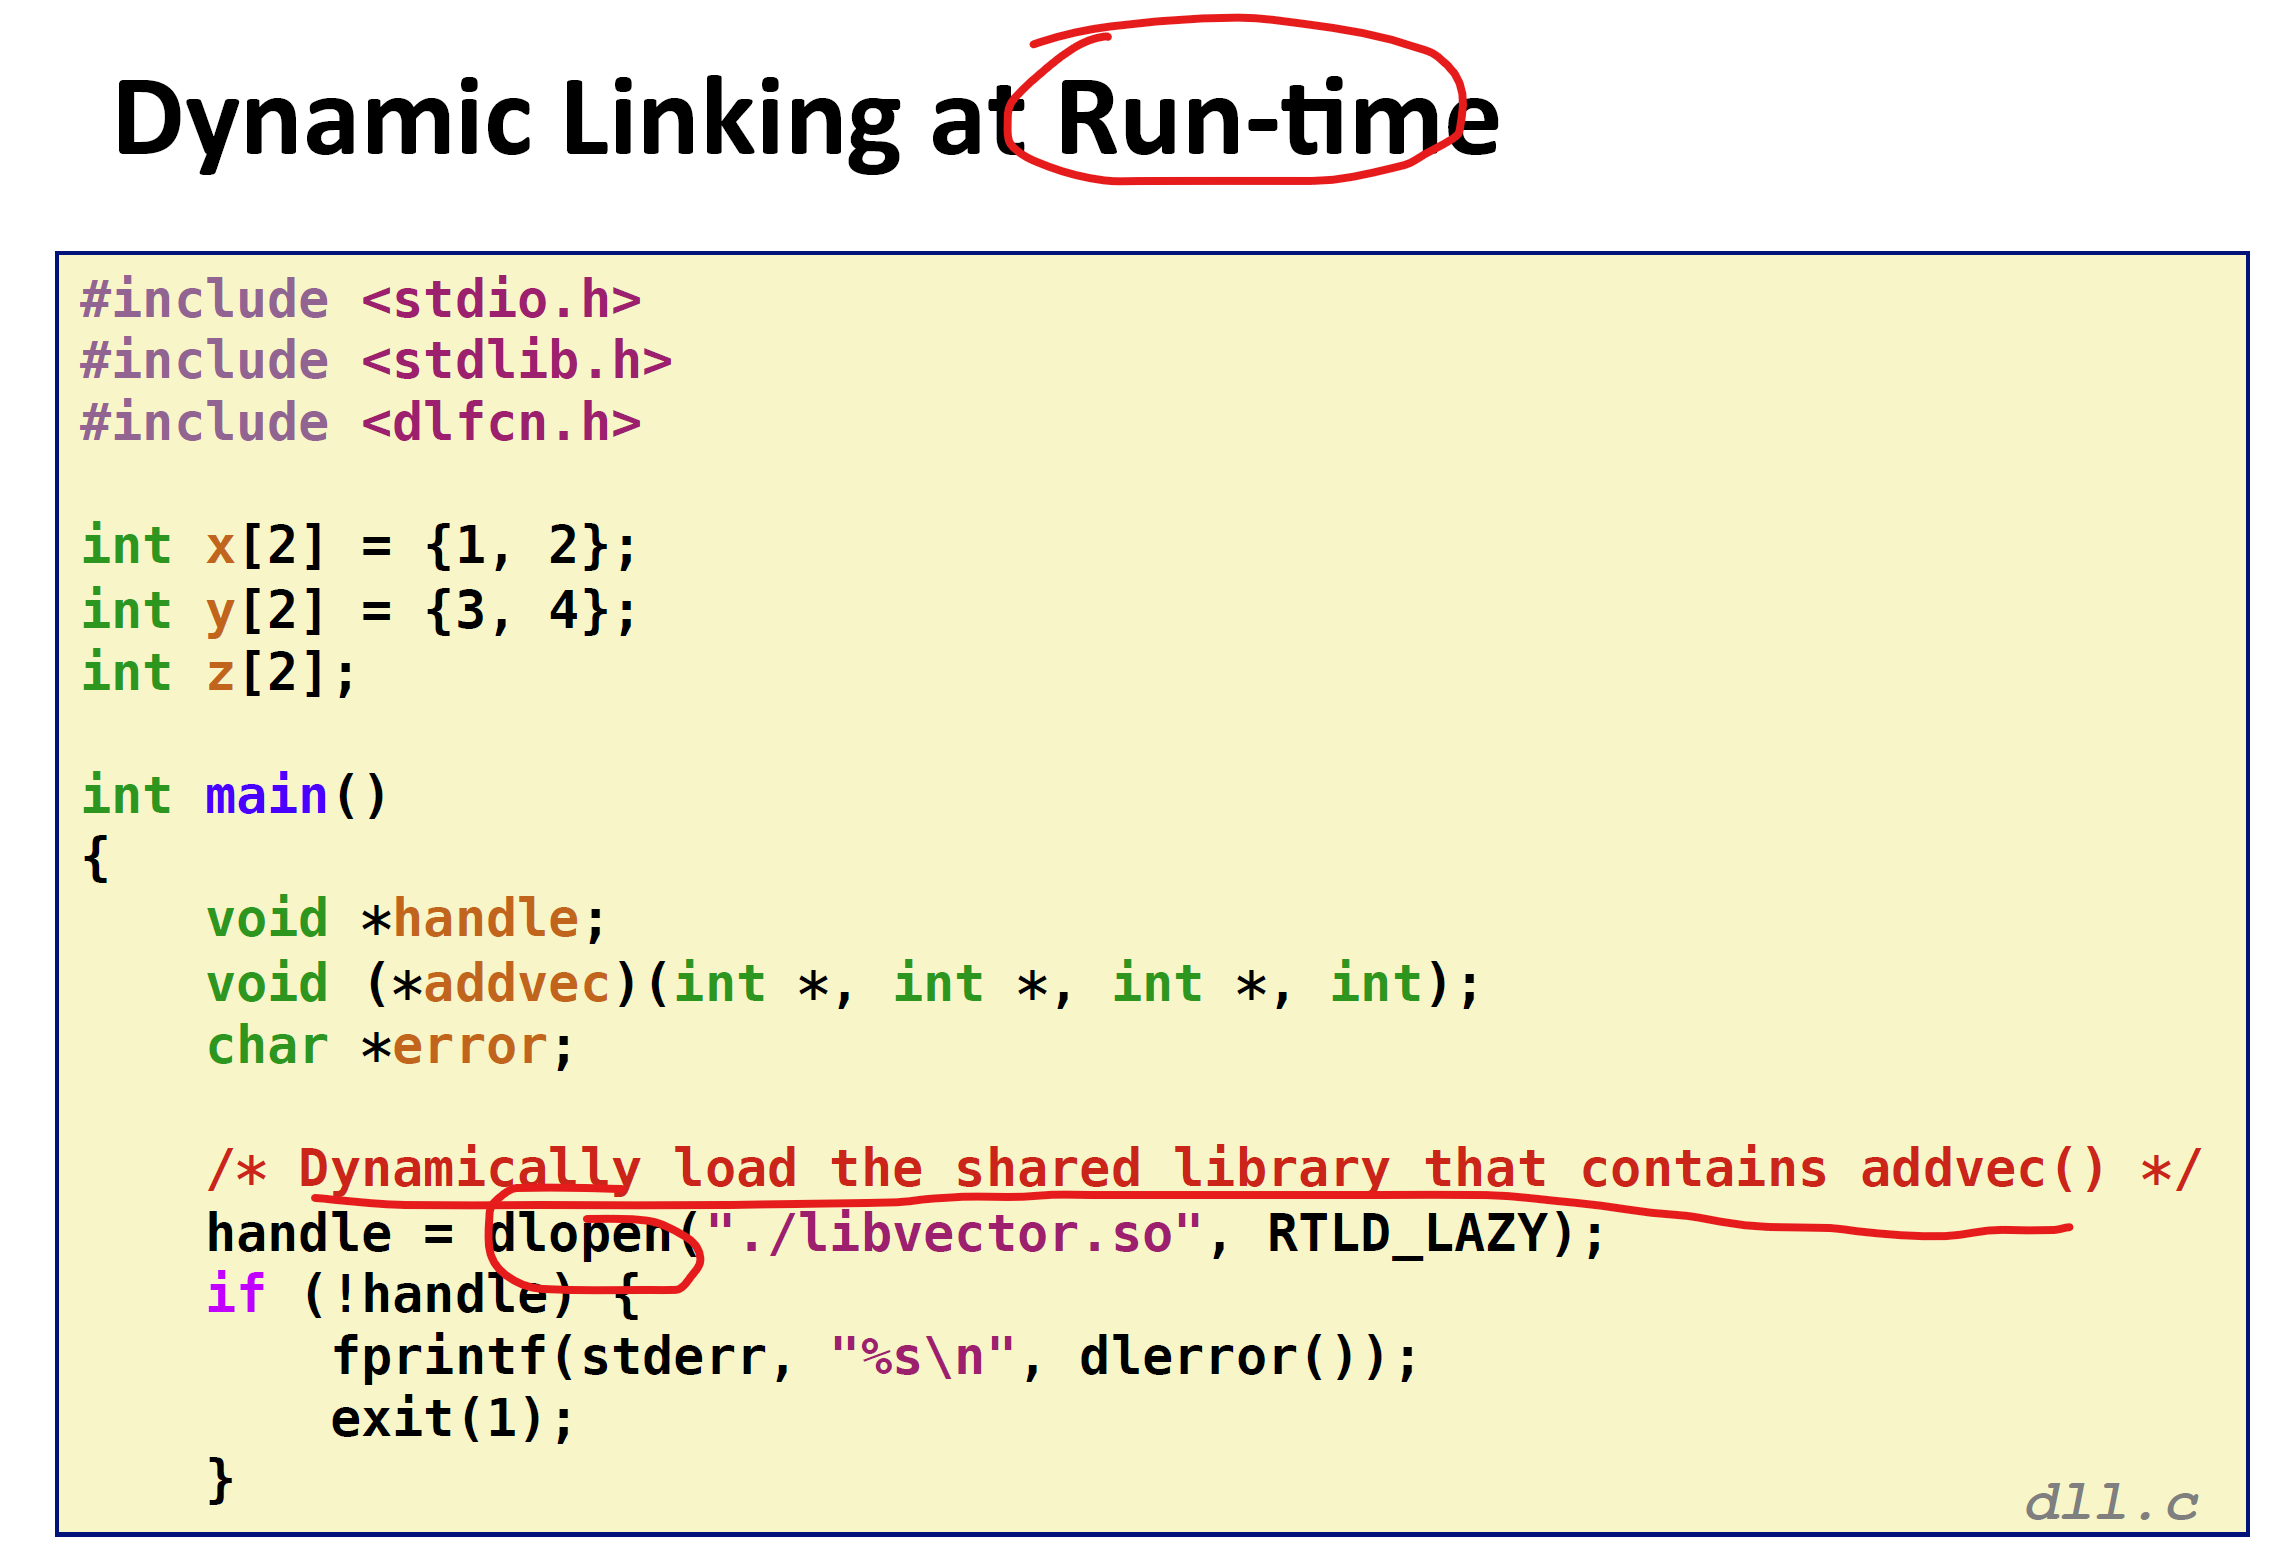 Dynamic Linking at Run-time
#include <stdio.h>
#include <stdlib.h>
#include <dlfcn.h>
int x[2] = {1, 2};
int y[2] = {3, 4};
int z[2];
int main()
{
    void *handle;
    void (*addvec)(int *, int *, int *, int);
    char *error;
    /* Dynamically load the shared library that contains addvec() */
    handle = dlopen("./libvector.so", RTLD_LAZY);
    if (!handle) {
        fprintf(stderr, "%s\n", dlerror());
        exit(1);
    }
dll.c